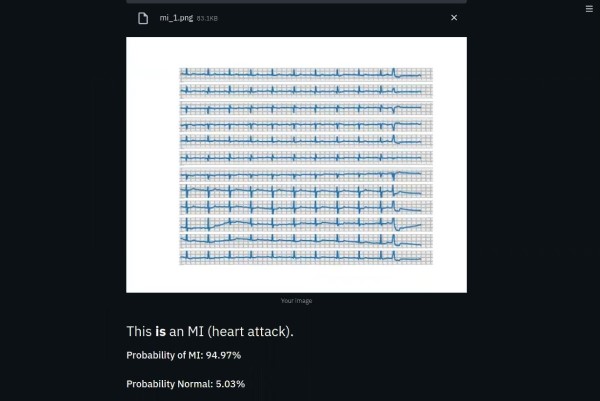 mi_1.png 83.1KB
Your image
This is an MI (heart attack).
Probability of MI: 94.97%
Probability Normal: 5.03%